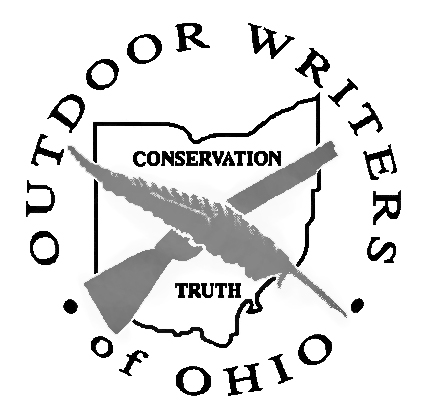 OUTDOOR WRITERS
CONSERVATION
TRUTH
of OHIO